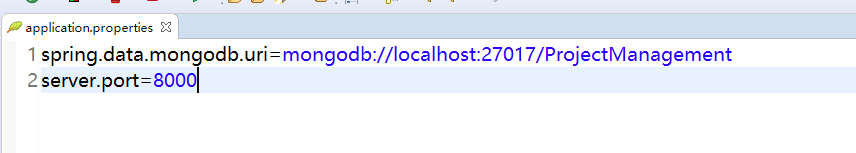 application.properties
1 spring.data.mongodb.uri=mongodb://localhost:27017/ProjectManagement
2 server.port=8000